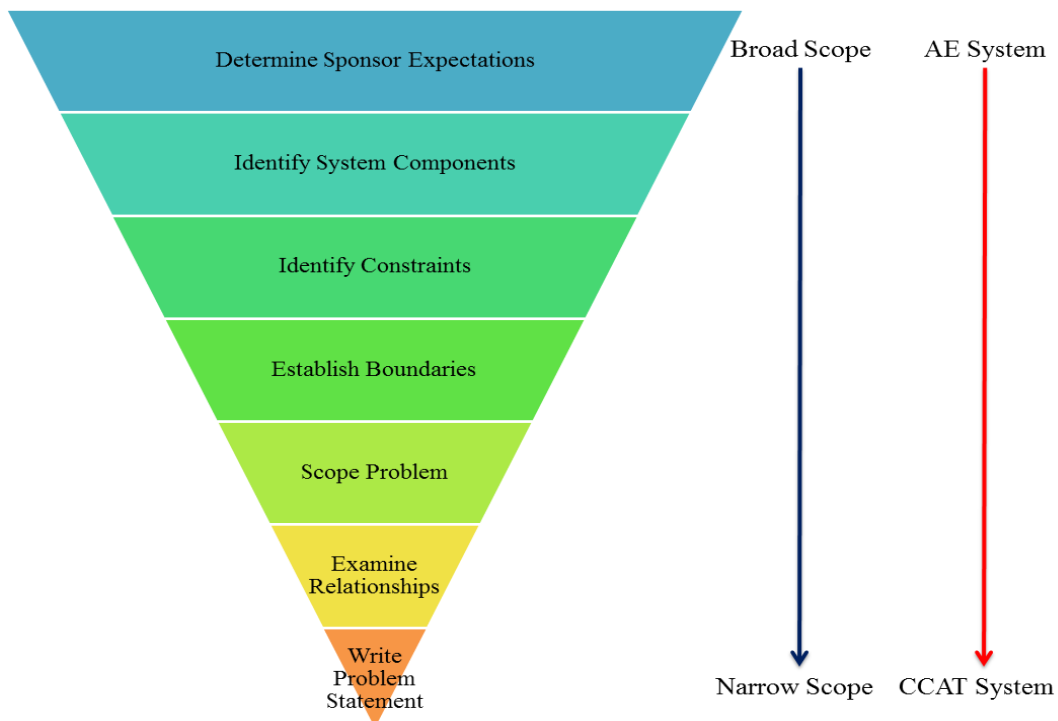 Determine Sponsor Expectations
Identify System Components
Identify Constraints
Establish Boundaries
Scope Problem
Examine
Relationships
Write
Problem
Statement
Broad Scope
Narrow Scope
AE System
CCAT System